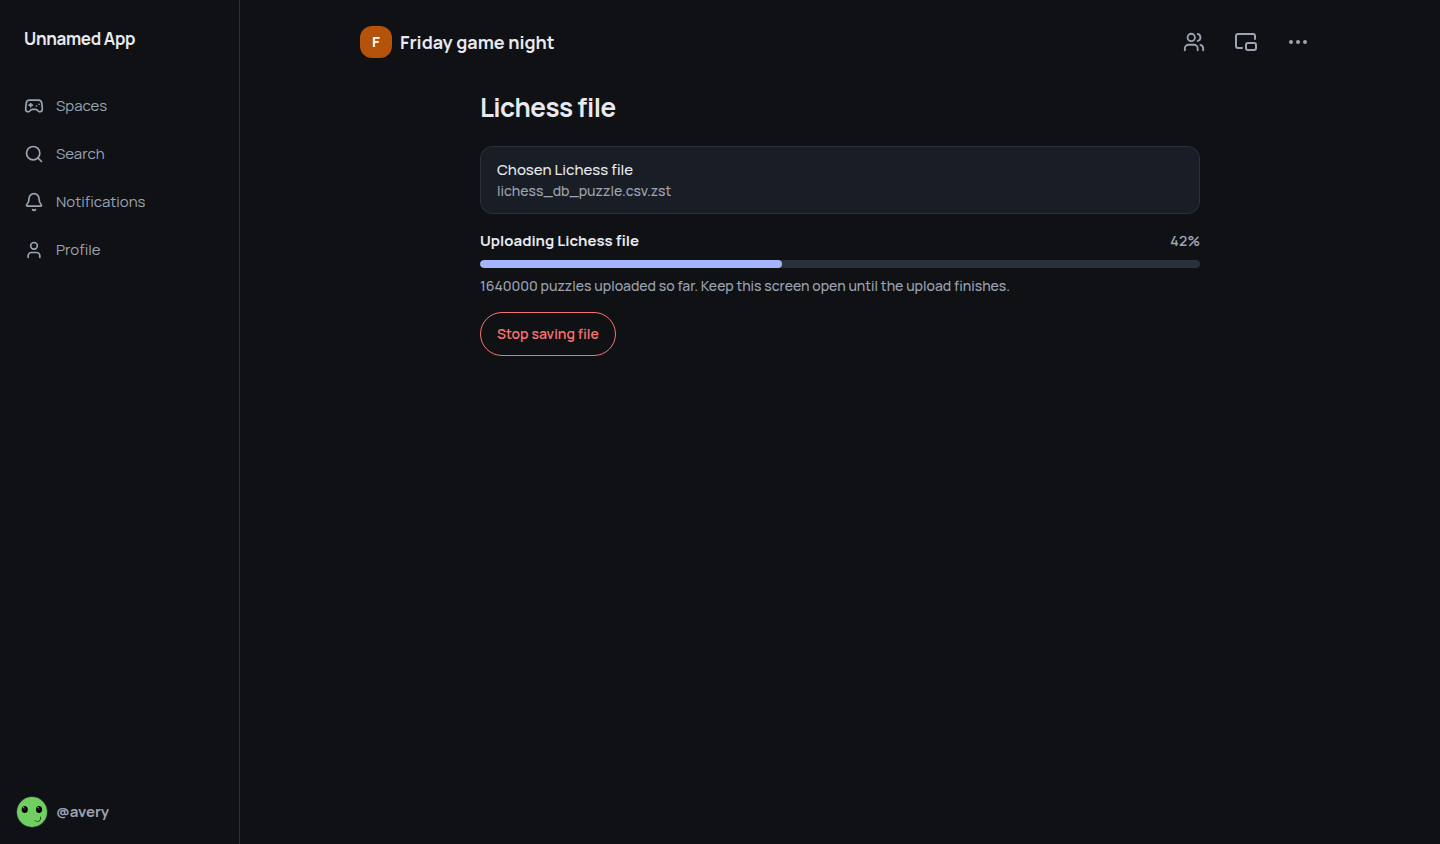 Unnamed App
Spaces
Search
Notifications
Profile
@avery
F Friday game night
Lichess file
Chosen Lichess file
lichess_db_puzzle.csv.zst
Uploading Lichess file 42%
1640000 puzzles uploaded so far. Keep this screen open until the upload finishes.
Stop saving file